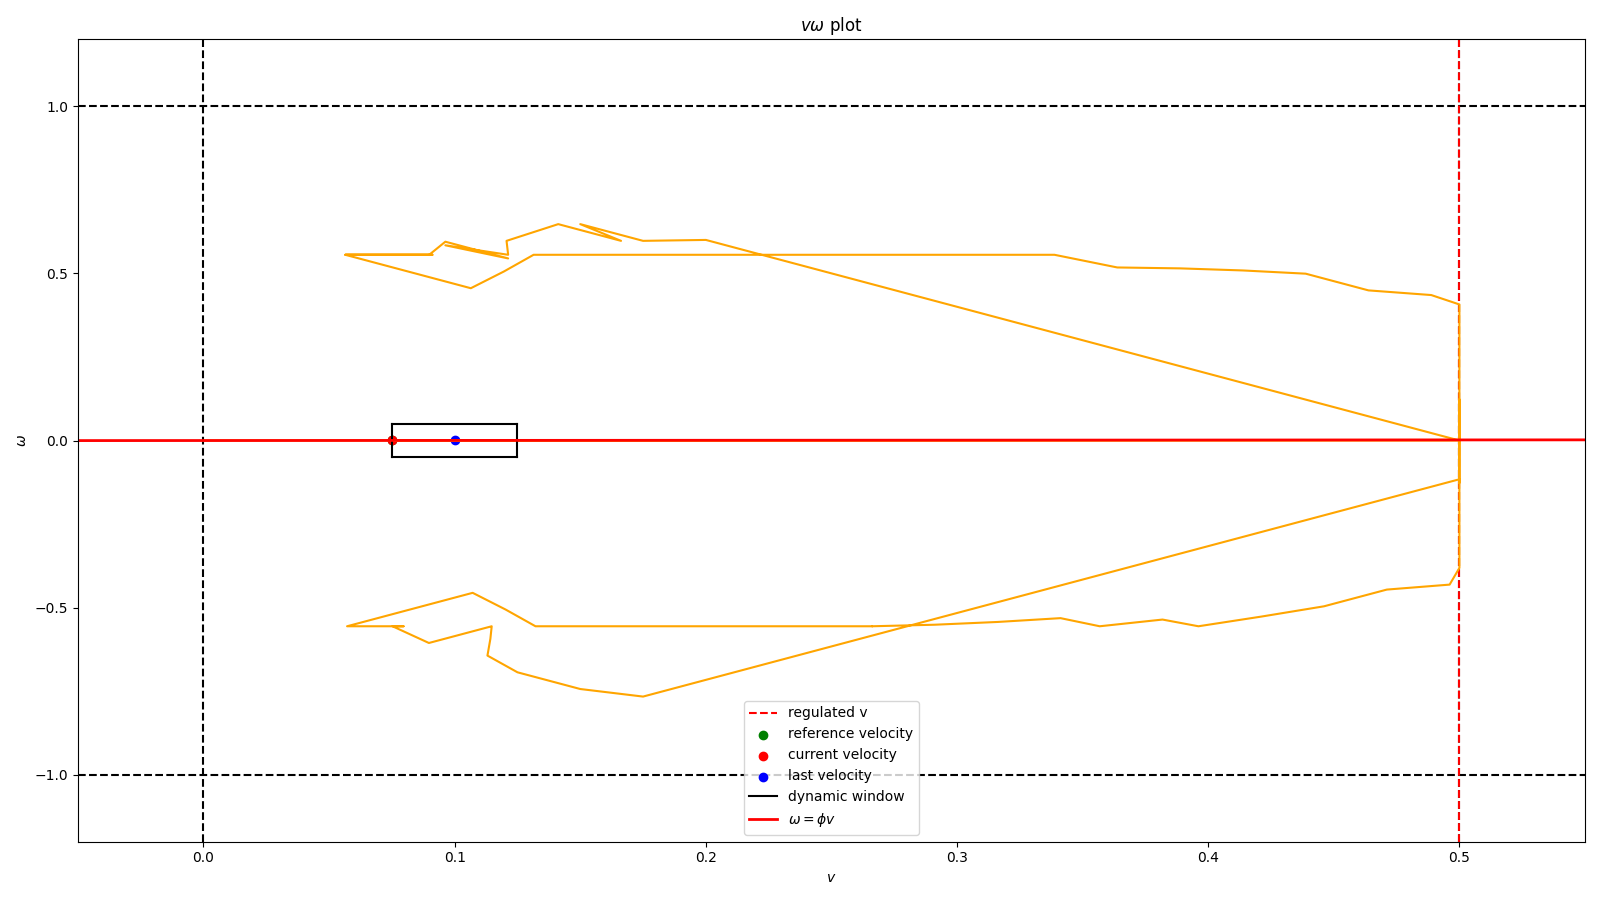 vω plot
1.0
0.5
0.0
−0.5
−1.0
ω
regulated v
reference velocity
current velocity
last velocity
dynamic window
ω = ϕv
0.0 0.1 0.2 0.3 0.4 0.5
v